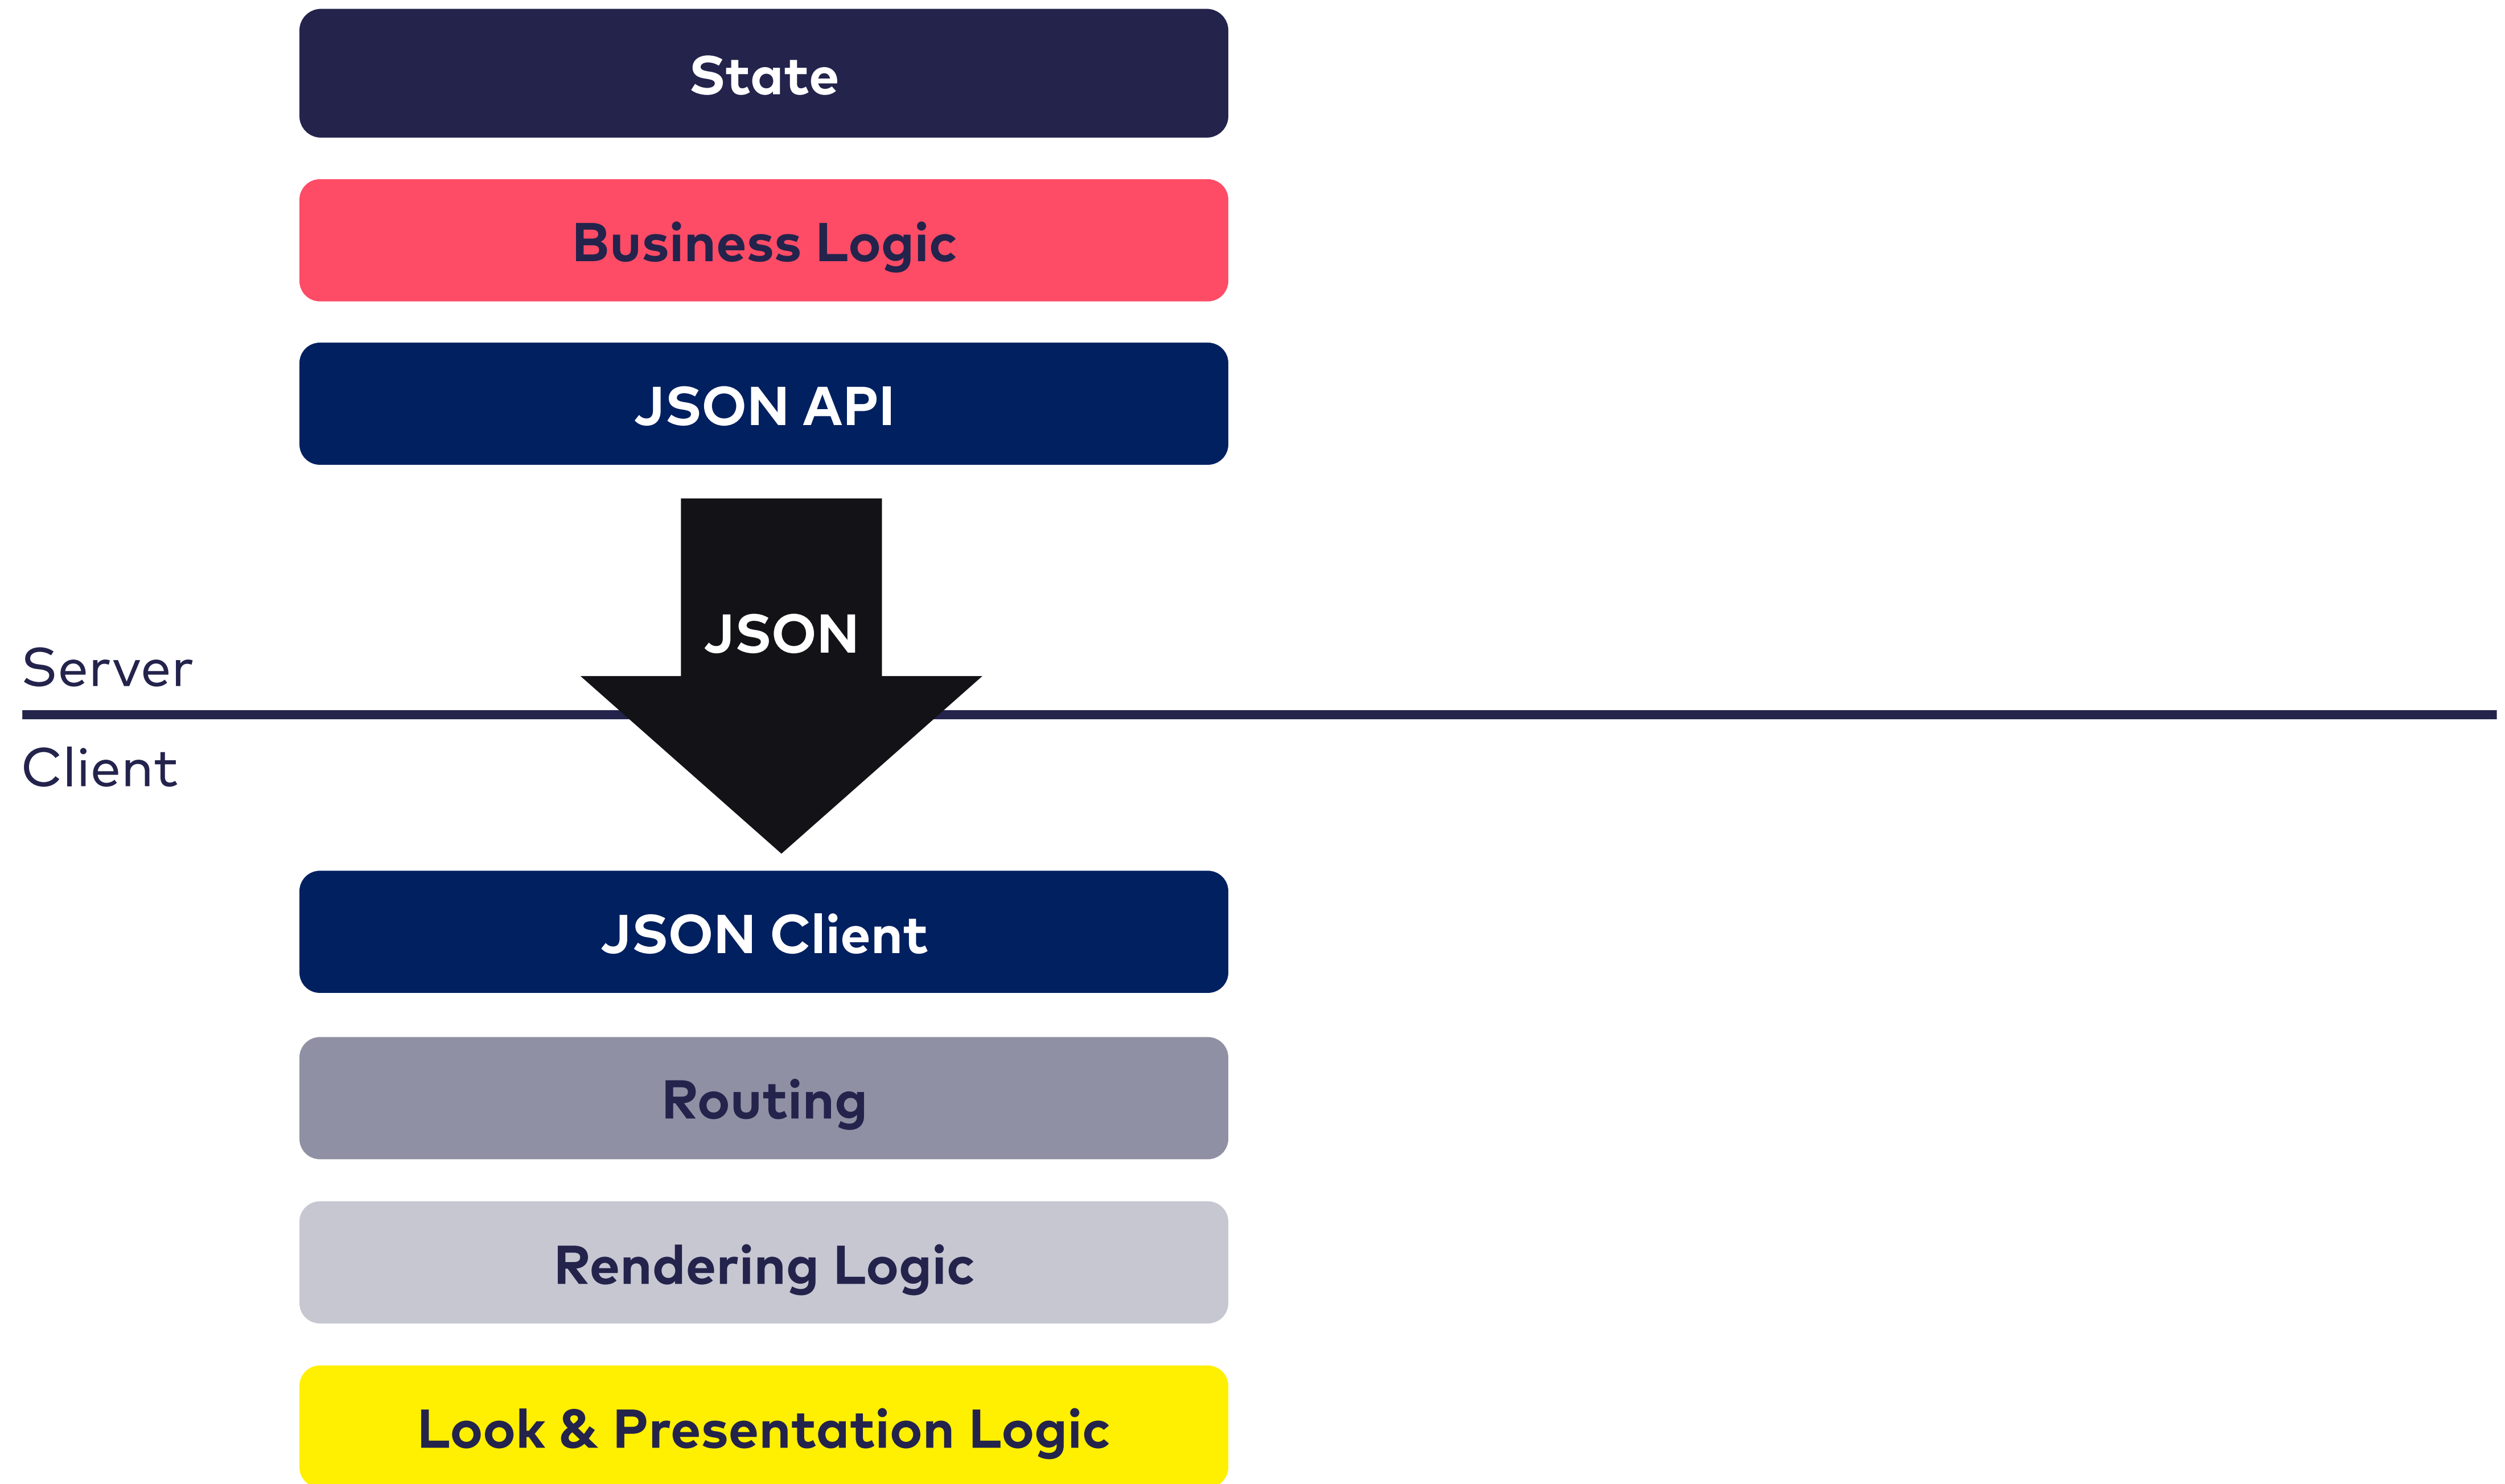 State
Business Logic
JSON API
JSON
Server
Client
JSON Client
Routing
Rendering Logic
Look & Presentation Logic